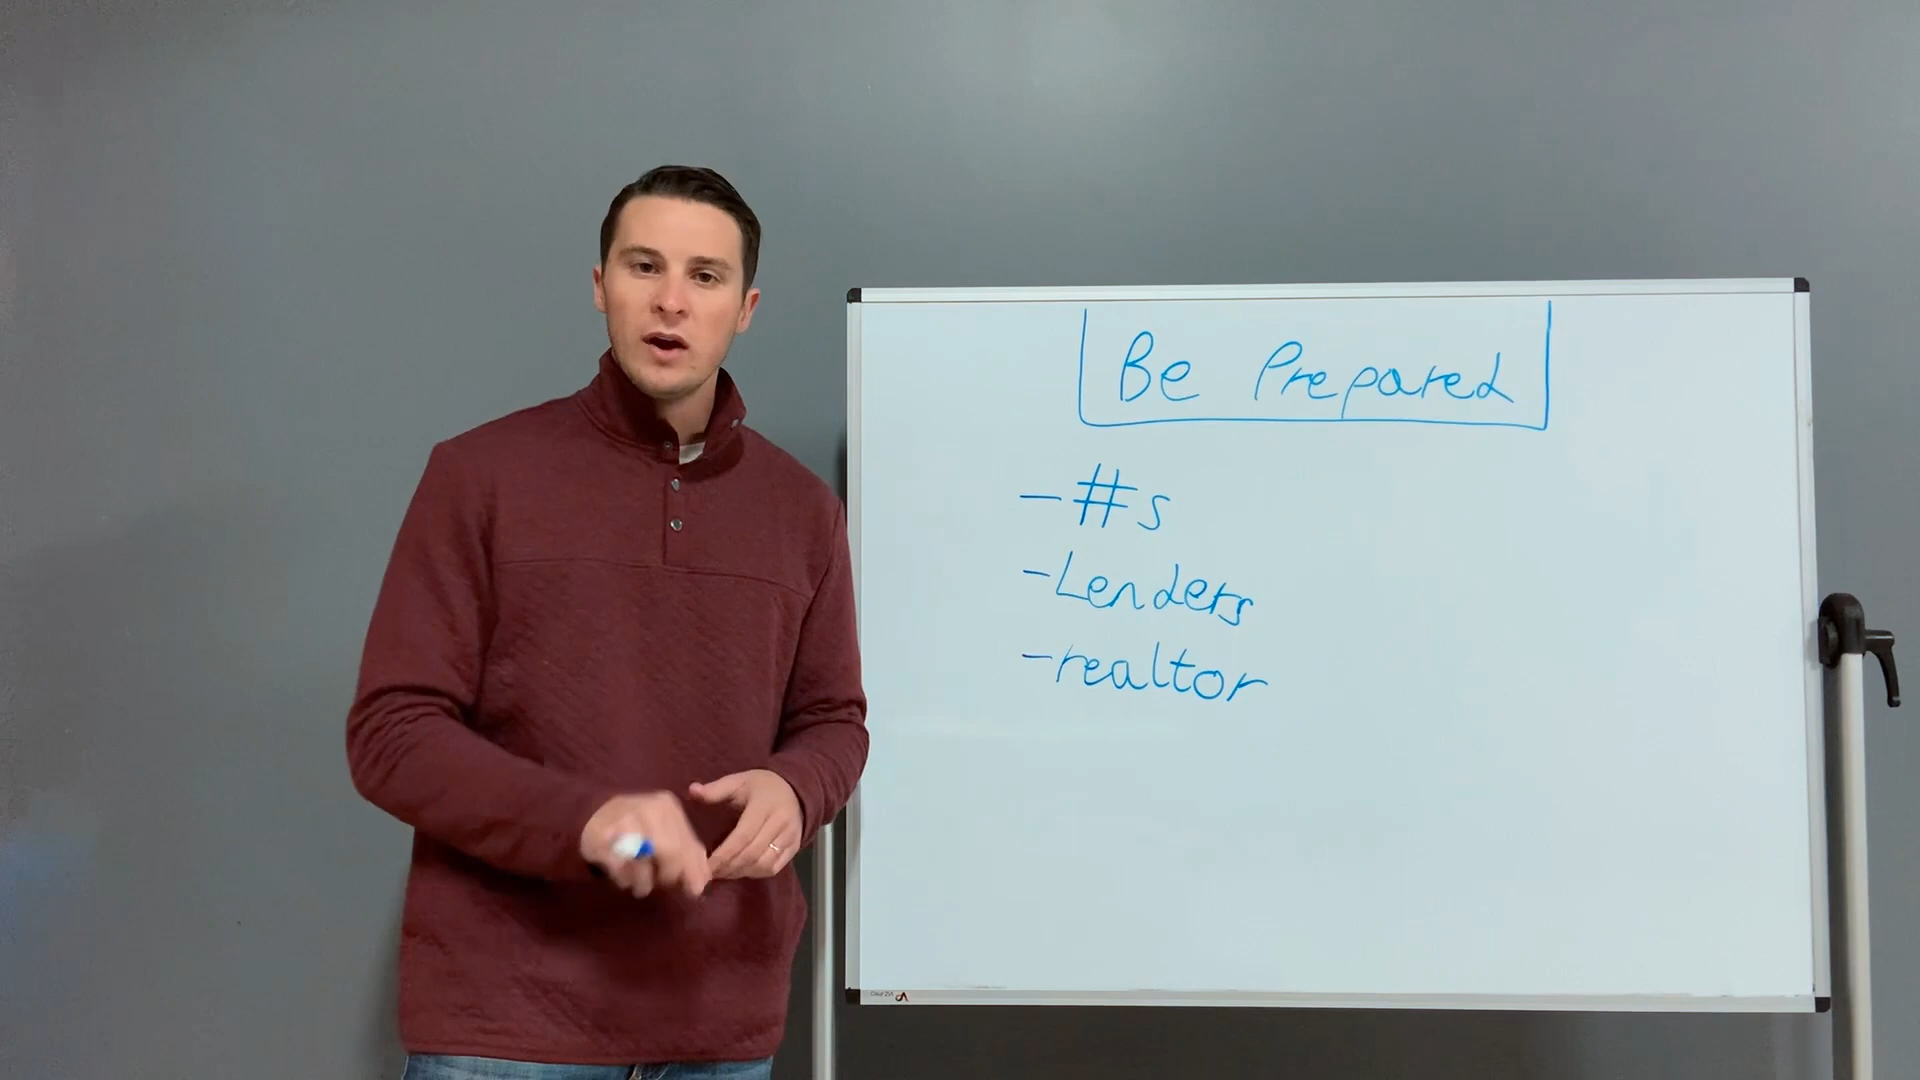 Be Prepared
- #s
- Lenders
- realtor